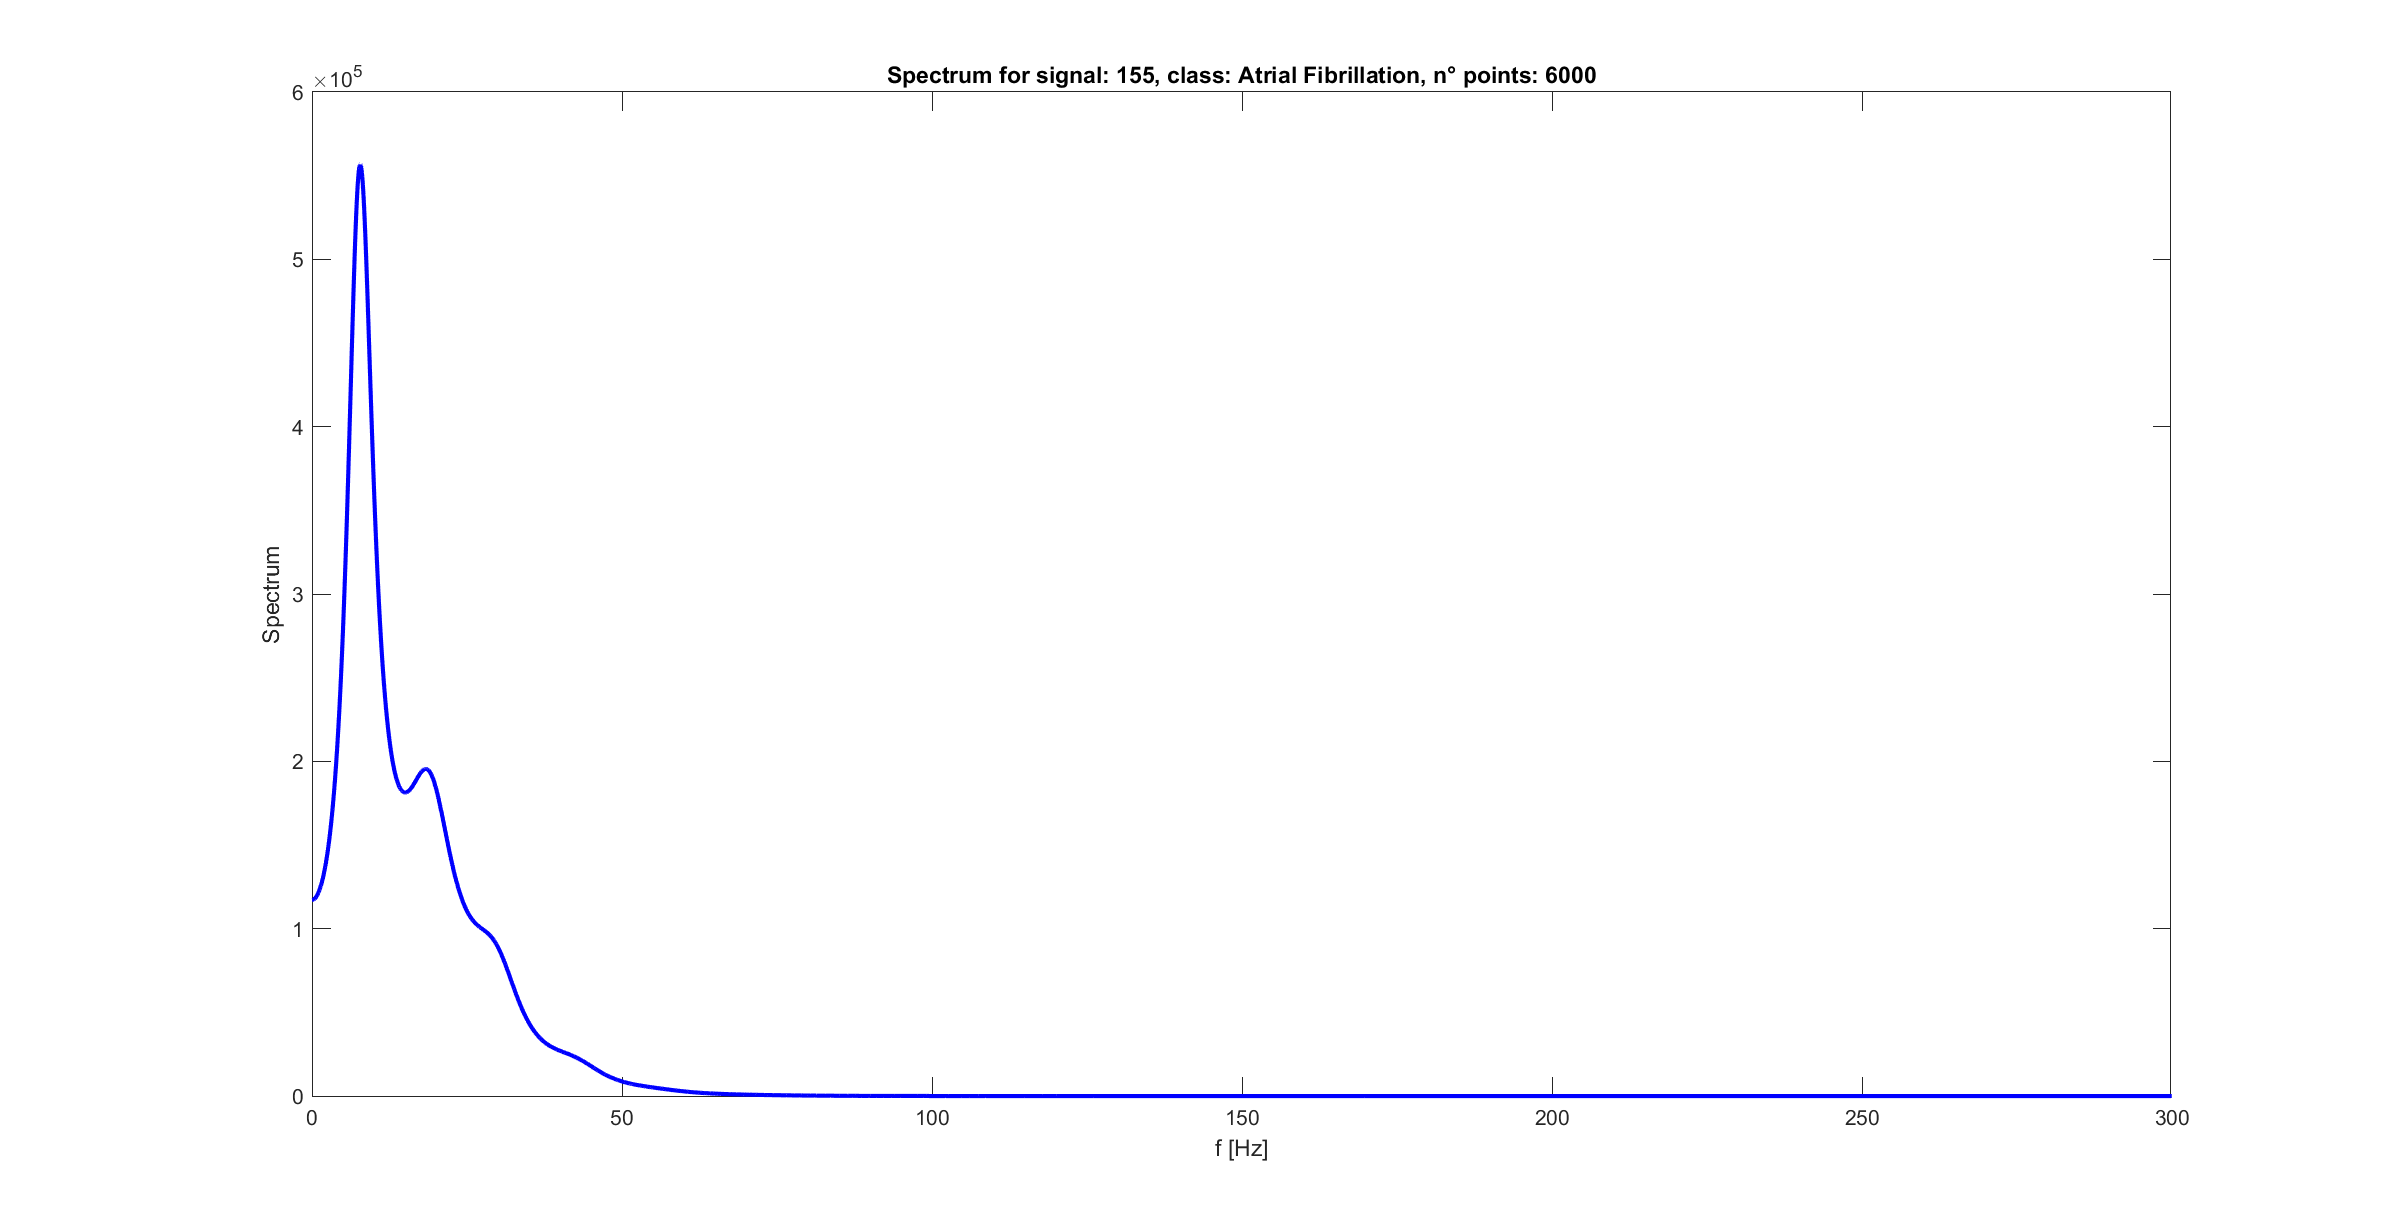 Spectrum for signal: 155, class: Atrial Fibrillation, n° points: 6000
×10^5
6
5
4
3
2
1
0
Spectrum
0 50 100 150 200 250 300
f [Hz]